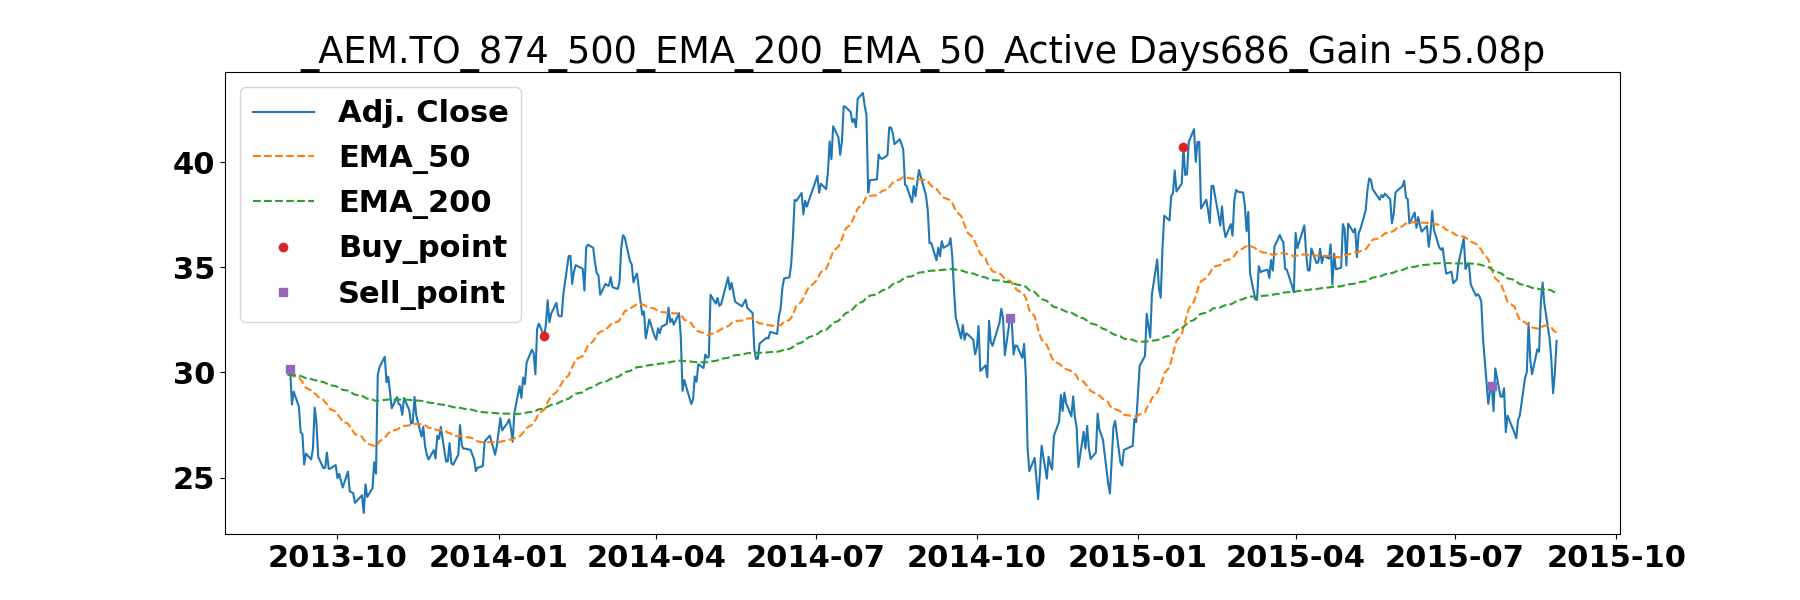 _AEM.TO_874_500_EMA_200_EMA_50_Active Days686_Gain -55.08p
Adj. Close
EMA_50
EMA_200
Buy_point
Sell_point
40
35
30
25
2013-10 2014-01 2014-04 2014-07 2014-10 2015-01 2015-04 2015-07 2015-10